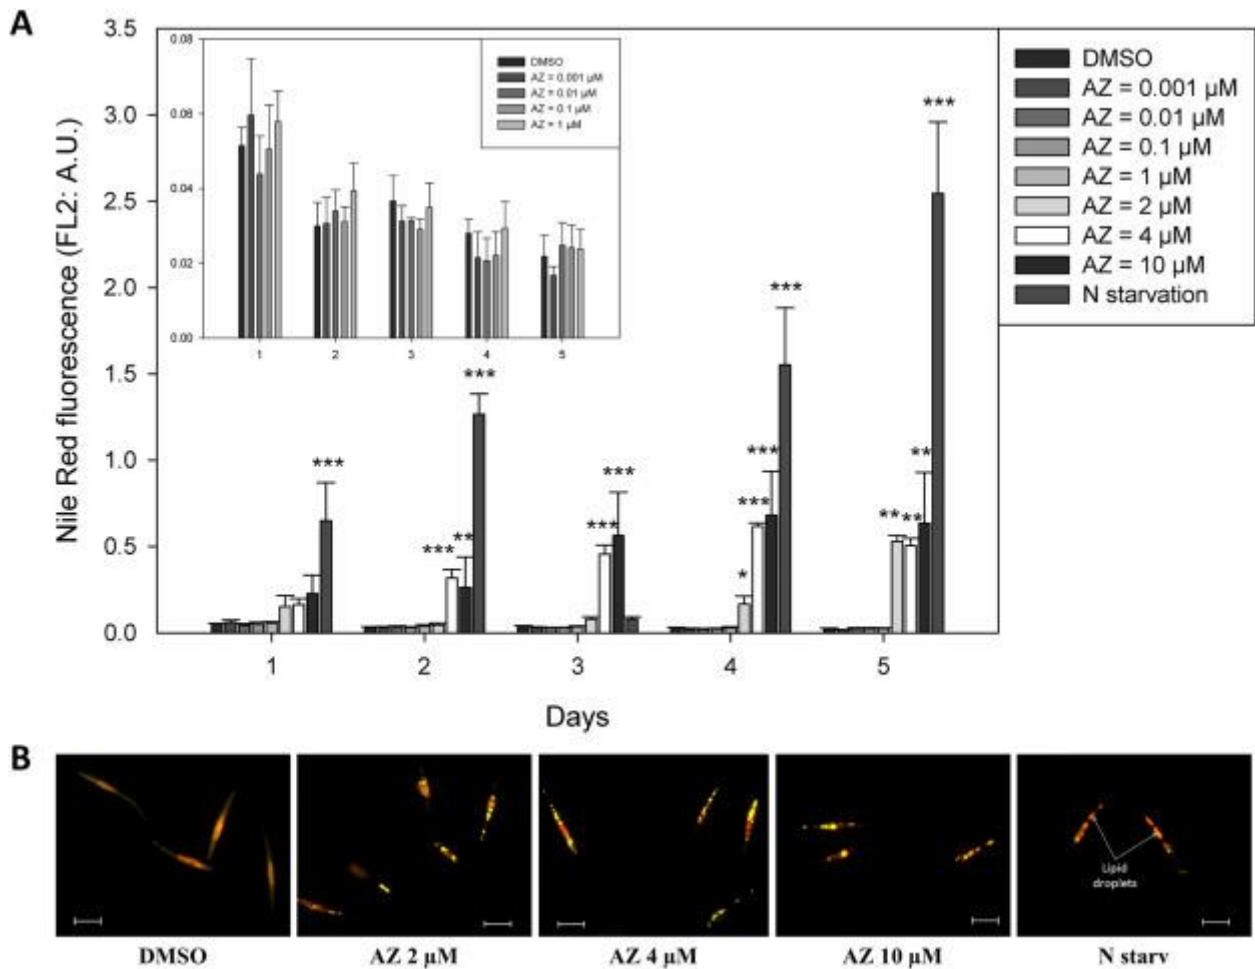 A
Nile Red fluorescence (FL2: A.U.)
3.5
3.0
2.5
2.0
1.5
1.0
0.5
0.0
0.08
0.06
0.04
0.02
0.00
DMSO
AZ = 0.001 µM
AZ = 0.01 µM
AZ = 0.1 µM
AZ = 1 µM
1 2 3 4 5
DMSO
AZ = 0.001 µM
AZ = 0.01 µM
AZ = 0.1 µM
AZ = 1 µM
AZ = 2 µM
AZ = 4 µM
AZ = 10 µM
N starvation
***
*** ** ***
*** ***
* *** *** ***
** ** ** ***
1 2 3 4 5
Days
B
Lipid
droplets
DMSO AZ 2 µM AZ 4 µM AZ 10 µM N starv